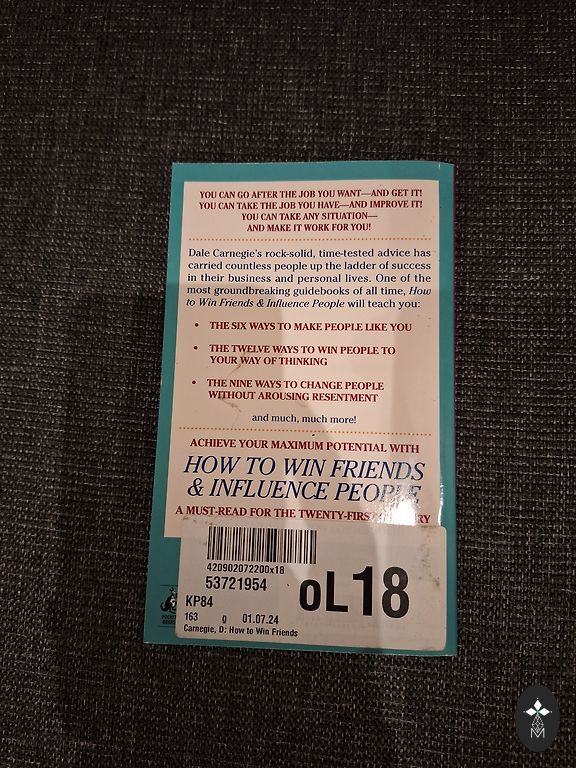 YOU CAN GO AFTER THE JOB YOU WANT—AND GET IT!
YOU CAN TAKE THE JOB YOU HAVE—AND IMPROVE IT!
YOU CAN TAKE ANY SITUATION—
AND MAKE IT WORK FOR YOU!
Dale Carnegie's rock-solid, time-tested advice has
carried countless people up the ladder of success
in their business and personal lives. One of the
most groundbreaking guidebooks of all time, How
to Win Friends & Influence People will teach you:
• THE SIX WAYS TO MAKE PEOPLE LIKE YOU
• THE TWELVE WAYS TO WIN PEOPLE TO
YOUR WAY OF THINKING
• THE NINE WAYS TO CHANGE PEOPLE
WITHOUT AROUSING RESENTMENT
and much, much more!
ACHIEVE YOUR MAXIMUM POTENTIAL WITH
HOW TO WIN FRIENDS
& INFLUENCE PEOPLE
A MUST-READ FOR THE TWENTY-FIRST CENTURY
420902072200x18
53721954
oL18
KP84
163 g 01.07.24
Carnegie, D: How to Win Friends
POCKET
BOOKS
M